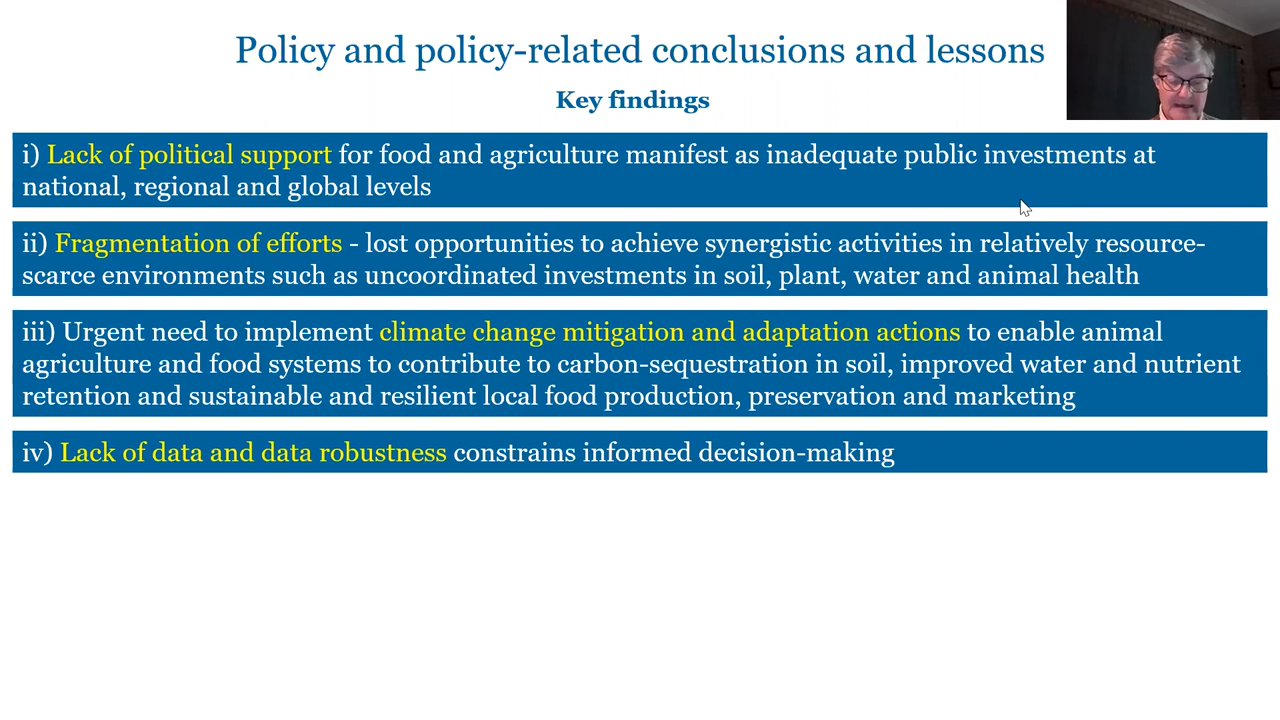 Policy and policy-related conclusions and lessons
Key findings
i) Lack of political support for food and agriculture manifest as inadequate public investments at
national, regional and global levels
ii) Fragmentation of efforts - lost opportunities to achieve synergistic activities in relatively resource-
scarce environments such as uncoordinated investments in soil, plant, water and animal health
iii) Urgent need to implement climate change mitigation and adaptation actions to enable animal
agriculture and food systems to contribute to carbon-sequestration in soil, improved water and nutrient
retention and sustainable and resilient local food production, preservation and marketing
iv) Lack of data and data robustness constrains informed decision-making